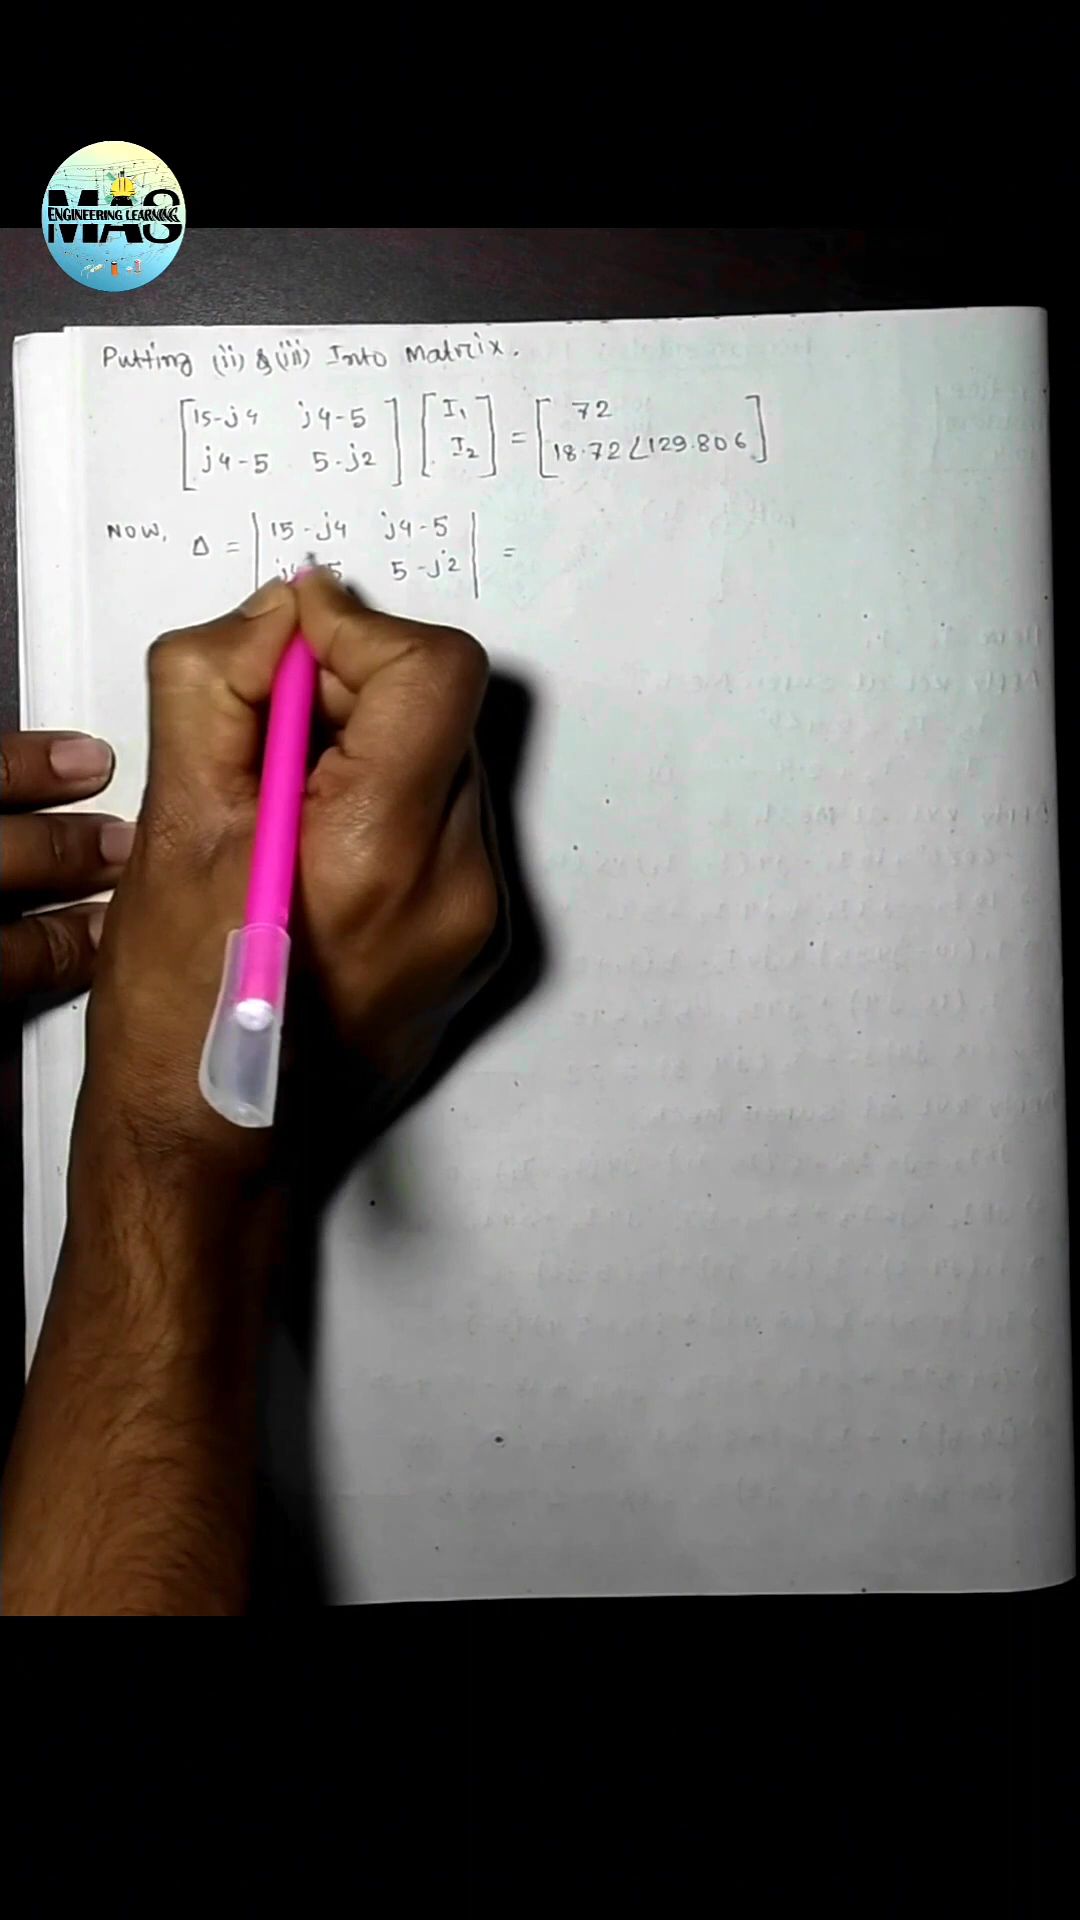 MAS
ENGINEERING LEARNING
Putting (ii) & (iii) Into Matrix.
[15-j4 j4-5] [I₁] = [72]
[j4-5 5-j2] [I₂] [18.72∠129.806]
NOW, Δ = |15-j4 j4-5| =
5 5-j2